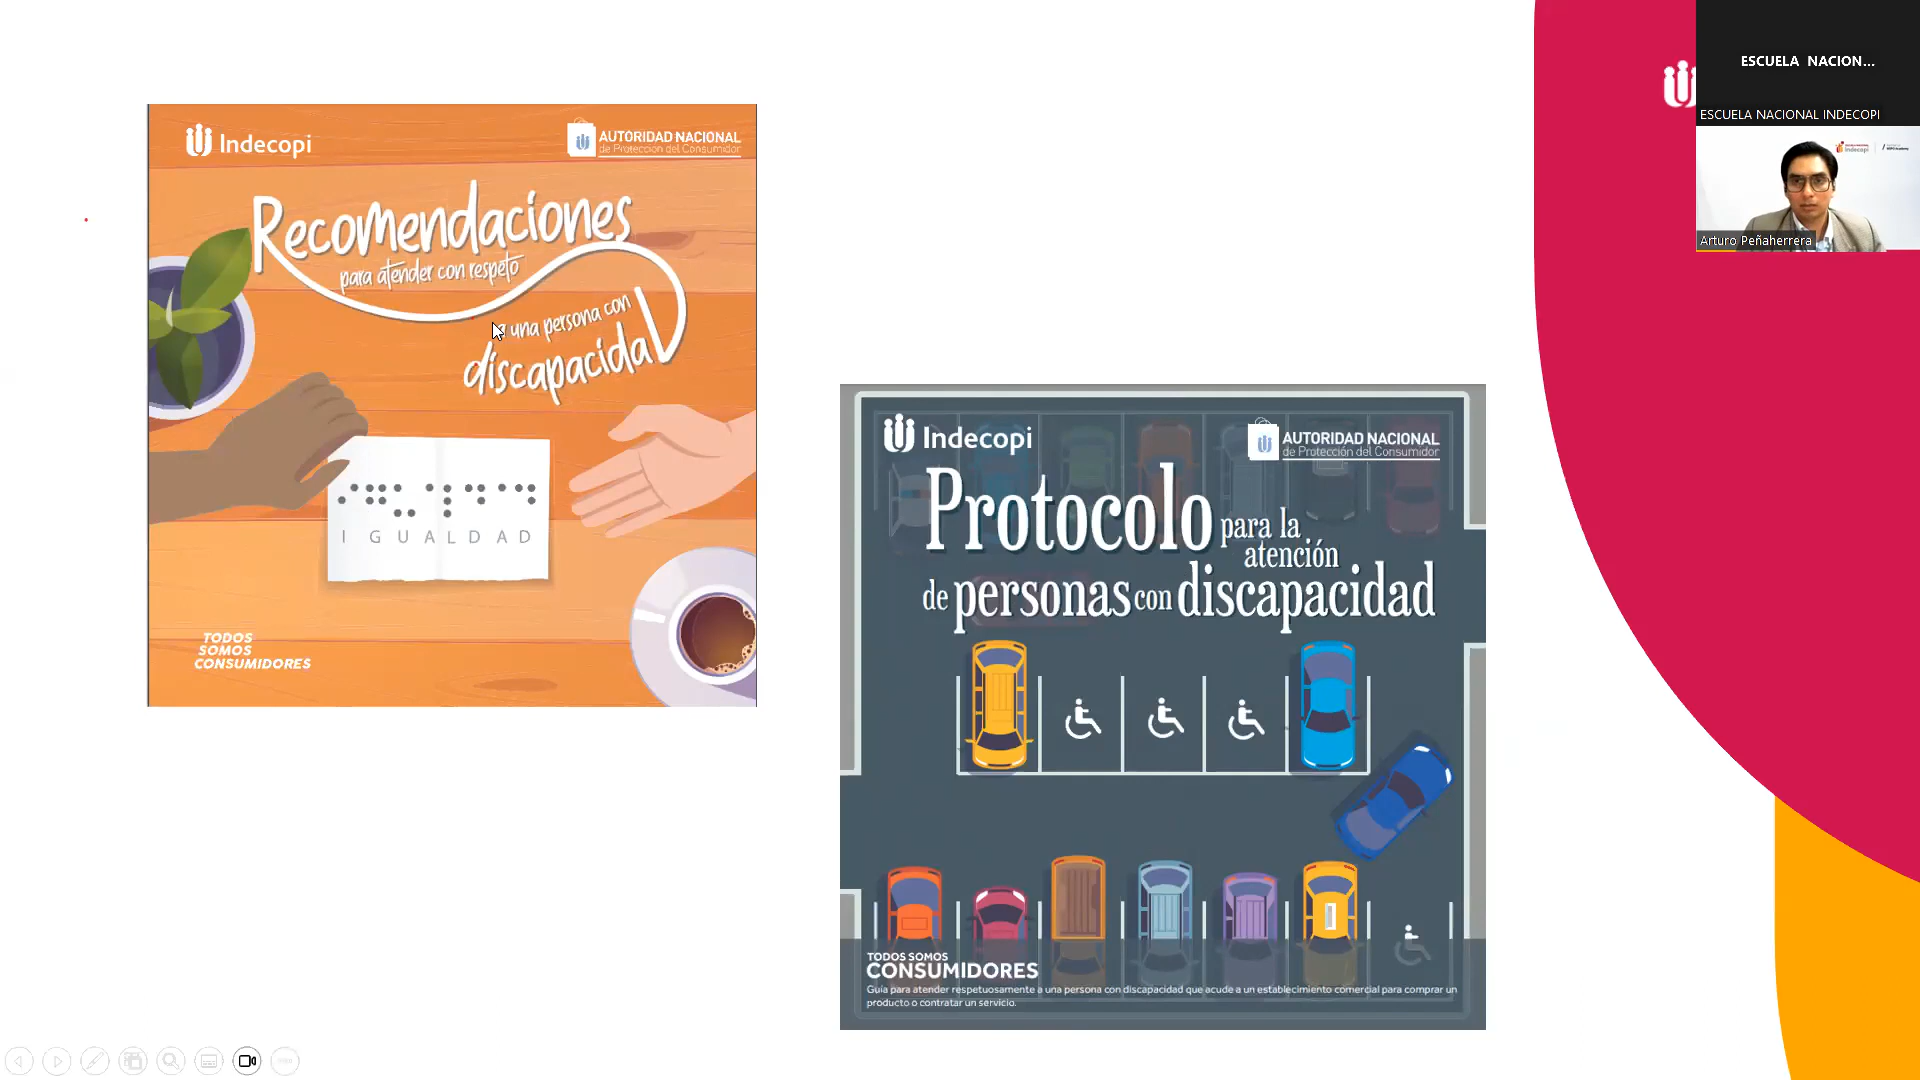 Indecopi
AUTORIDAD NACIONAL
de Protección del Consumidor
Recomendaciones
para atender con respeto
a una persona con
discapacidad
I G U A L D A D
TODOS
SOMOS
CONSUMIDORES
Indecopi
AUTORIDAD NACIONAL
de Protección del Consumidor
Protocolo para la
atención
de personas con discapacidad
TODOS SOMOS
CONSUMIDORES
Guía para atender respetuosamente a una persona con discapacidad que acude a un establecimiento comercial para comprar un
producto o contratar un servicio.
ESCUELA NACION...
ESCUELA NACIONAL INDECOPI
Indecopi
Arturo Peñaherrera